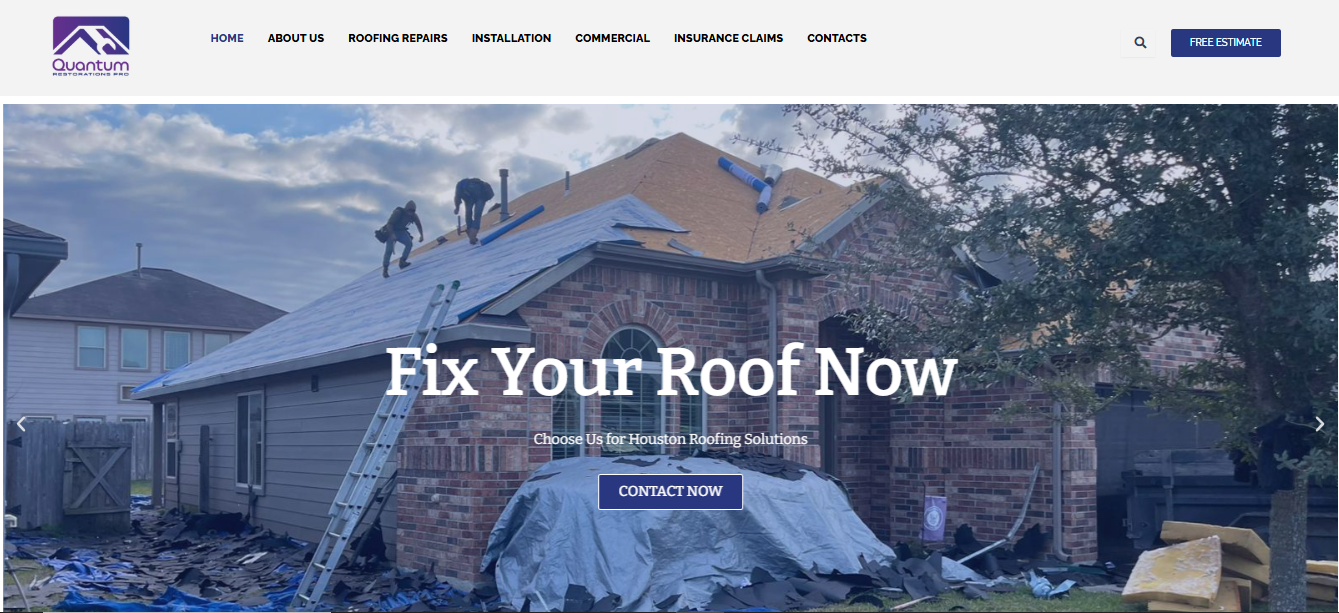 Quantum
RESTORATIONS PRO
HOME
ABOUT US
ROOFING REPAIRS
INSTALLATION
COMMERCIAL
INSURANCE CLAIMS
CONTACTS
FREE ESTIMATE
Fix Your Roof Now
Choose Us for Houston Roofing Solutions
CONTACT NOW